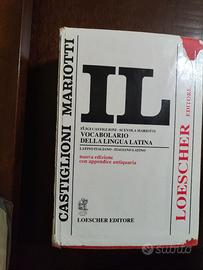 CASTIGLIONI MARIOTTI
IL
LUIGI CASTIGLIONI - SCEVOLA MARIOTTI
VOCABOLARIO
DELLA LINGUA LATINA
LATINO-ITALIANO · ITALIANO-LATINO
nuova edizione
con appendice antiquaria
LOESCHER EDITORE
LOESCHER EDITORE
subito